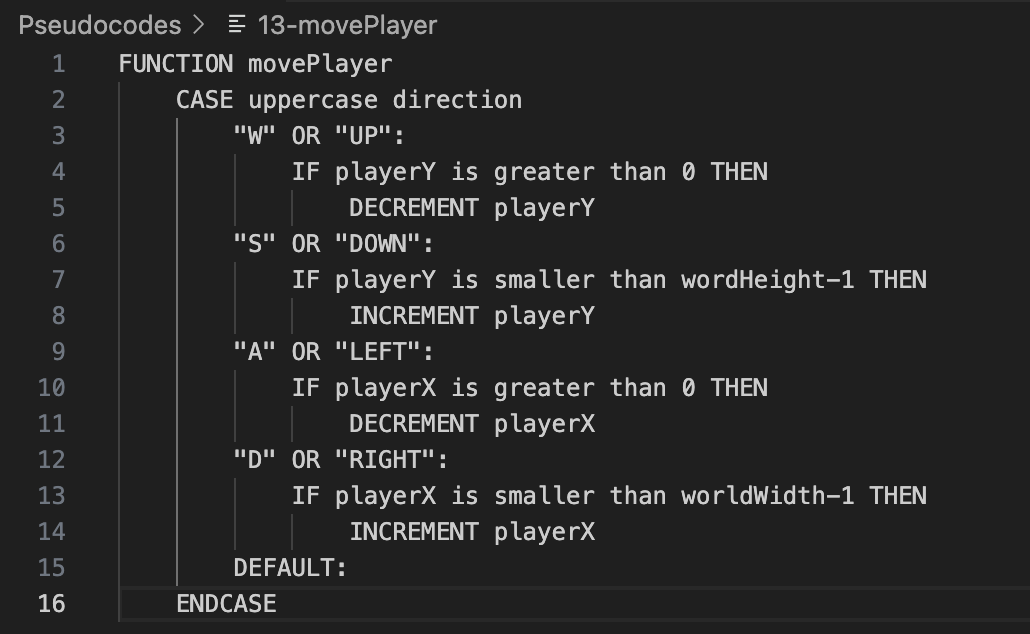 Pseudocodes > 13-movePlayer
1 FUNCTION movePlayer
2 CASE uppercase direction
3 "W" OR "UP":
4 IF playerY is greater than 0 THEN
5 DECREMENT playerY
6 "S" OR "DOWN":
7 IF playerY is smaller than wordHeight-1 THEN
8 INCREMENT playerY
9 "A" OR "LEFT":
10 IF playerX is greater than 0 THEN
11 DECREMENT playerX
12 "D" OR "RIGHT":
13 IF playerX is smaller than worldWidth-1 THEN
14 INCREMENT playerX
15 DEFAULT:
16 ENDCASE